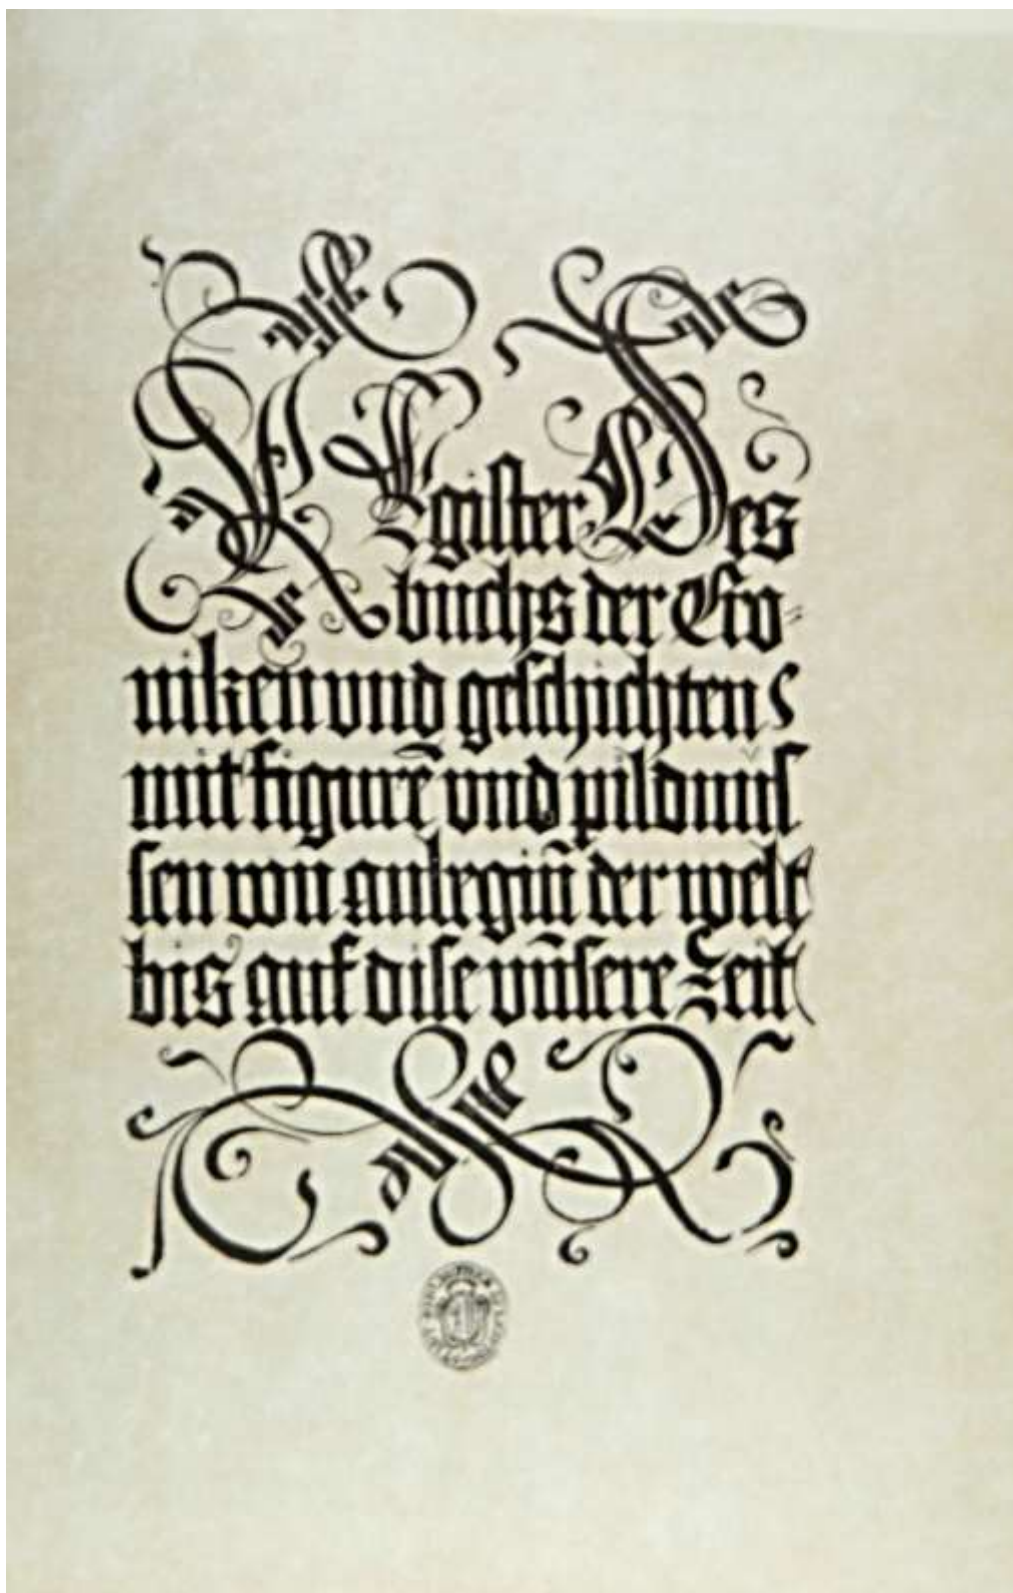 REgister Des
buchs der Cro-
niken vnd geschichten
mit figurē vnd pildnus
sen von anbegiñ der welt
bis auf dise vnsere Zeit